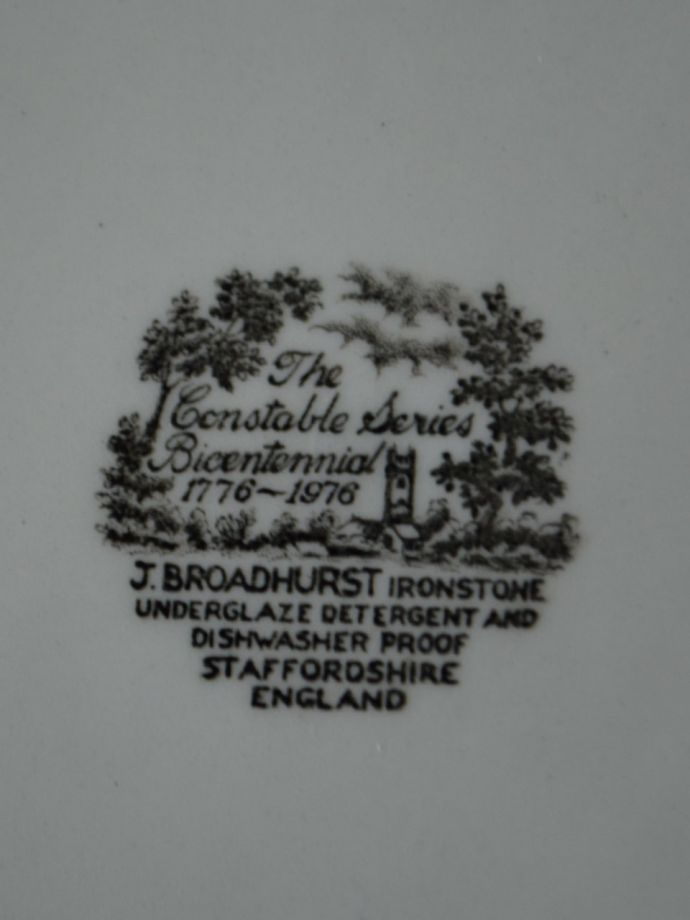 The
Constable Series
Bicentennial
1776~1976
J. BROADHURST IRONSTONE
UNDERGLAZE DETERGENT AND
DISHWASHER PROOF
STAFFORDSHIRE
ENGLAND